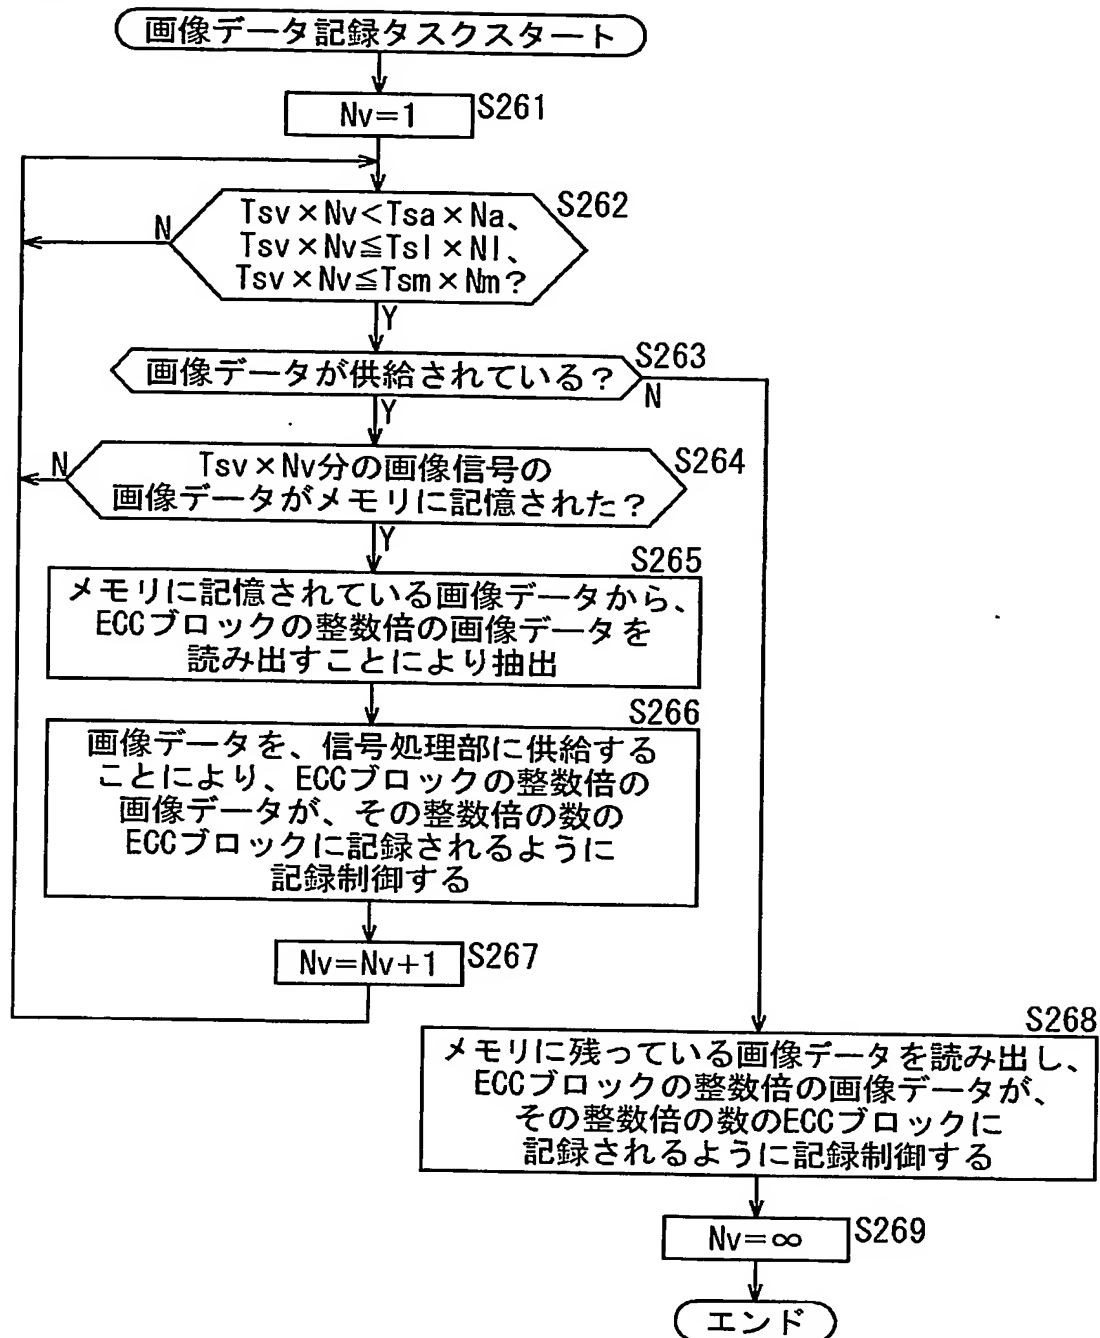 画像データ記録タスクスタート
Nv=1
S261
Tsv×Nv<Tsa×Na、
Tsv×Nv≦Tsl×Nl、
Tsv×Nv≦Tsm×Nm?
S262
N
Y
画像データが供給されている?
S263
N
Y
Tsv×Nv分の画像信号の
画像データがメモリに記憶された?
S264
N
Y
S265
メモリに記憶されている画像データから、
ECCブロックの整数倍の画像データを
読み出すことにより抽出
S266
画像データを、信号処理部に供給する
ことにより、ECCブロックの整数倍の
画像データが、その整数倍の数の
ECCブロックに記録されるように
記録制御する
Nv=Nv+1
S267
S268
メモリに残っている画像データを読み出し、
ECCブロックの整数倍の画像データが、
その整数倍の数のECCブロックに
記録されるように記録制御する
Nv=∞
S269
エンド